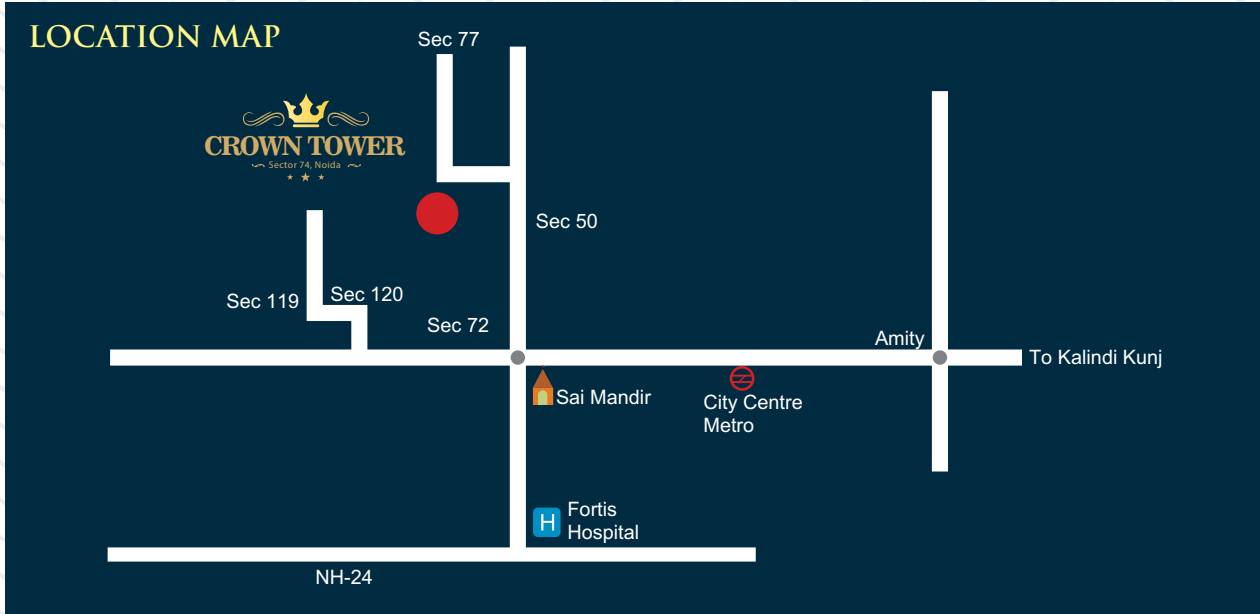 LOCATION MAP
Sec 77
CROWN TOWER
Sector 74, Noida
Sec 50
Sec 119
Sec 120
Sec 72
Amity
To Kalindi Kunj
Sai Mandir
City Centre
Metro
H
Fortis
Hospital
NH-24